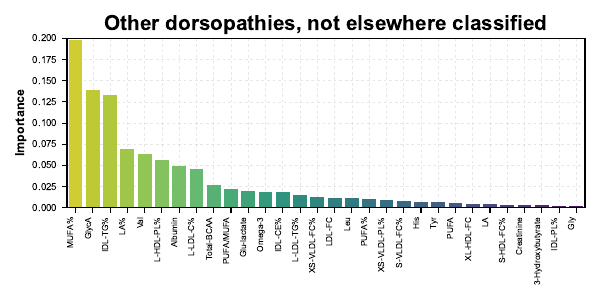 Other dorsopathies, not elsewhere classified
Importance
0.200
0.175
0.150
0.125
0.100
0.075
0.050
0.025
0.000
MUFA%
GlycA
IDL-TG%
LA%
Val
L-HDL-PL%
Albumin
L-LDL-C%
Total-BCAA
PUFA/MUFA
Glu-lactate
Omega-3
IDL-CE%
L-LDL-TG%
XS-VLDL-FC%
LDL-FC
Leu
PUFA%
XS-VLDL-PL%
S-VLDL-FC%
His
Tyr
PUFA
XL-HDL-FC
LA
S-HDL-FC%
Creatinine
3-Hydroxybutyrate
IDL-PL%
Gly